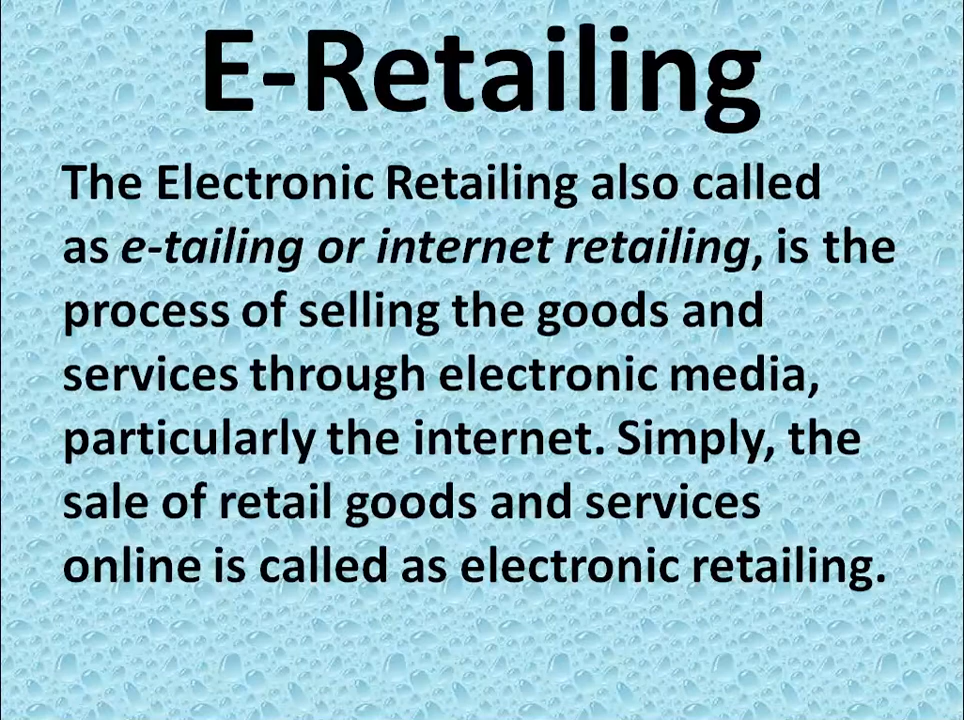 E-Retailing
The Electronic Retailing also called
as e-tailing or internet retailing, is the
process of selling the goods and
services through electronic media,
particularly the internet. Simply, the
sale of retail goods and services
online is called as electronic retailing.